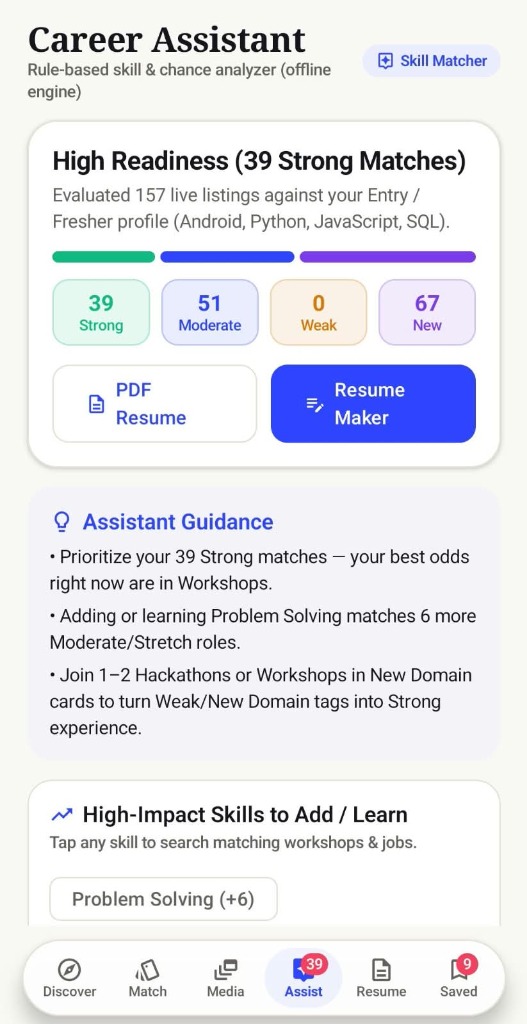 Career Assistant
Rule-based skill & chance analyzer (offline
engine)
Skill Matcher
High Readiness (39 Strong Matches)
Evaluated 157 live listings against your Entry /
Fresher profile (Android, Python, JavaScript, SQL).
39
Strong
51
Moderate
0
Weak
67
New
PDF
Resume
Resume
Maker
Assistant Guidance
• Prioritize your 39 Strong matches — your best odds
right now are in Workshops.
• Adding or learning Problem Solving matches 6 more
Moderate/Stretch roles.
• Join 1–2 Hackathons or Workshops in New Domain
cards to turn Weak/New Domain tags into Strong
experience.
High-Impact Skills to Add / Learn
Tap any skill to search matching workshops & jobs.
Problem Solving (+6)
39
9
Discover
Match
Media
Assist
Resume
Saved